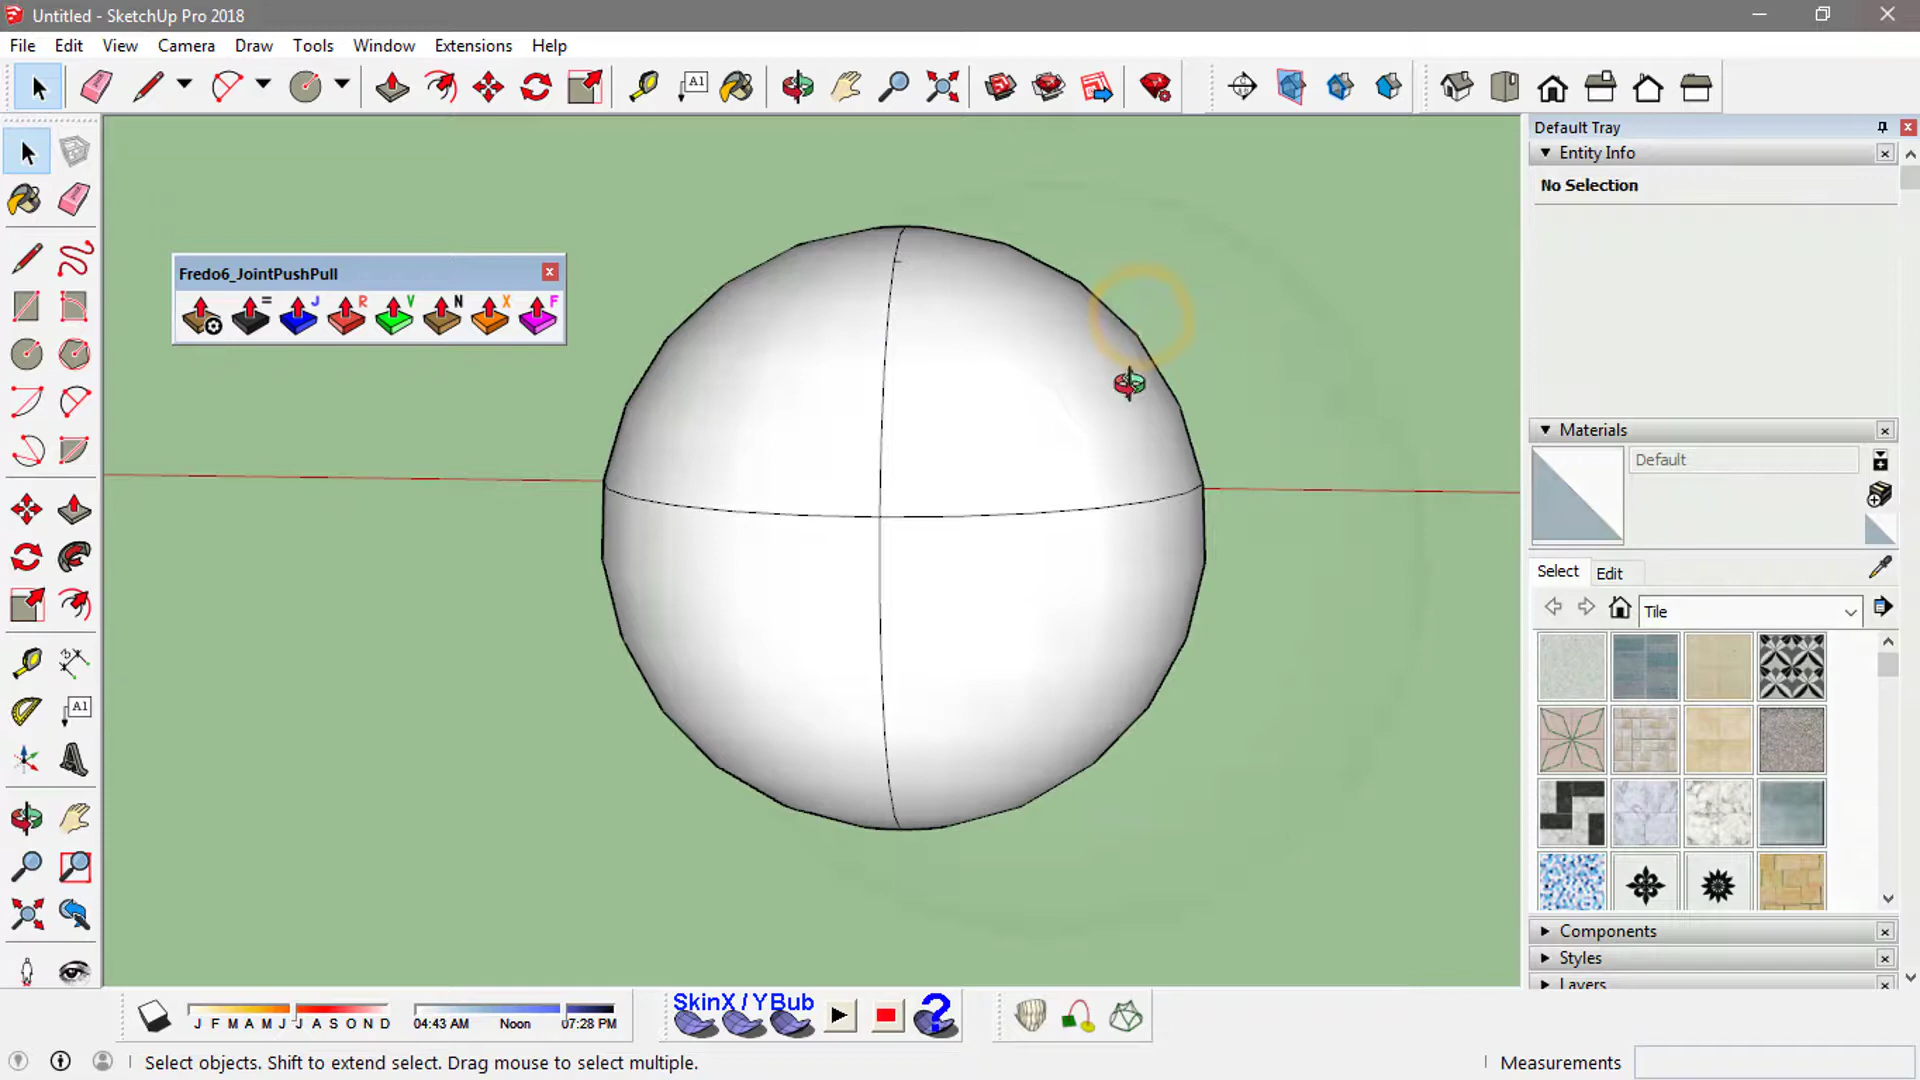 Untitled - SketchUp Pro 2018
File Edit View Camera Draw Tools Window Extensions Help
A1
Default Tray
Entity Info
No Selection
Fredo6_JointPushPull
= J R V N X F
Materials
Default
Select Edit
Tile
A1
Components
Styles
Layers
SkinX / YBub
J F M A M J J A S O N D
04:43 AM Noon 07:28 PM
?
Select objects. Shift to extend select. Drag mouse to select multiple.
Measurements